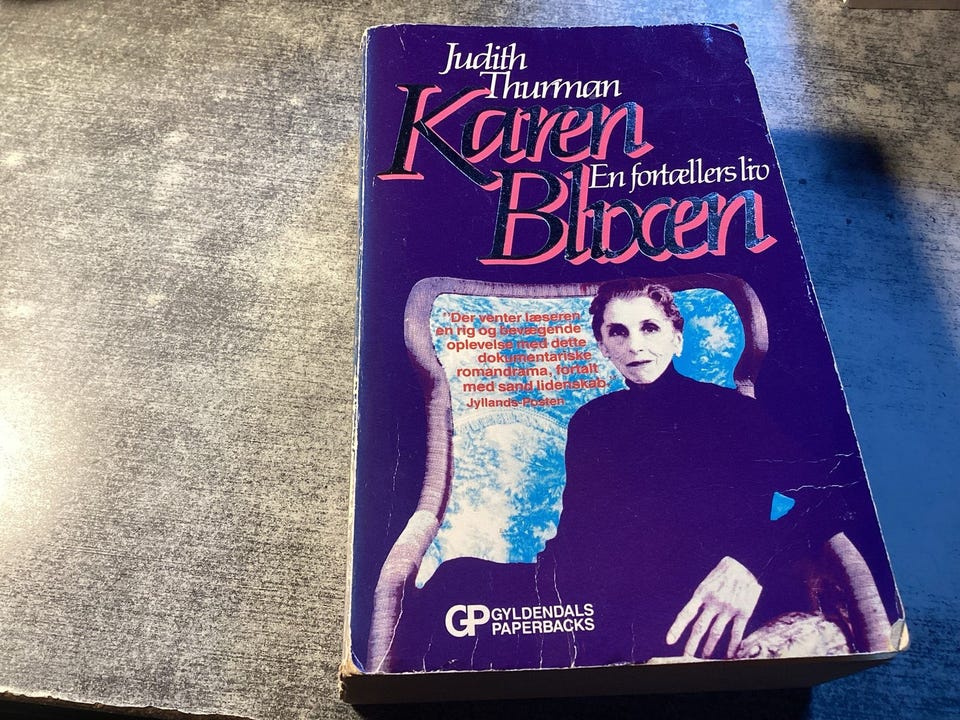 Judith
Thurman
Karen
Blixen
En fortællers liv
"Der venter læseren
en rig og bevægende
oplevelse med dette
dokumentariske
romandrama, fortalt
med sand lidenskab."
Jyllands-Posten
GP GYLDENDALS
PAPERBACKS